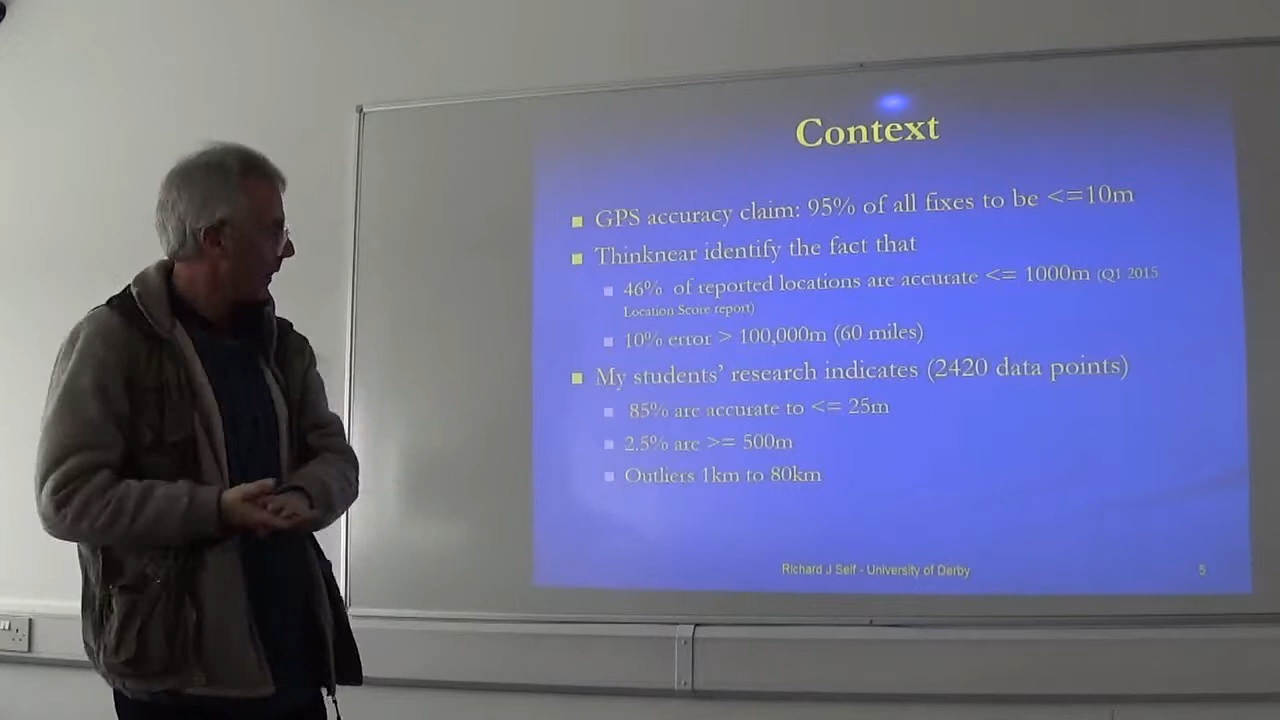 Context
GPS accuracy claim: 95% of all fixes to be <=10m
Thinknear identify the fact that
46% of reported locations are accurate <= 1000m (Q1 2015
Location Score report)
10% error > 100,000m (60 miles)
My students' research indicates (2420 data points)
85% are accurate to <= 25m
2.5% are >= 500m
Outliers 1km to 80km
Richard J Self - University of Derby 5